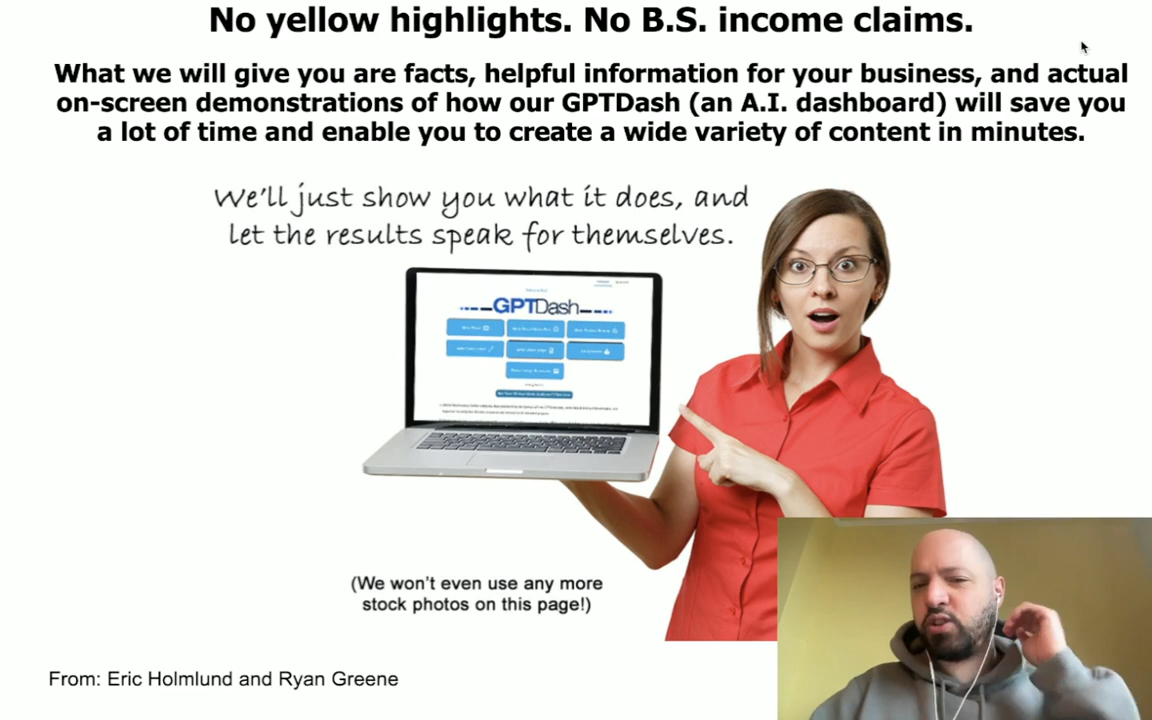 No yellow highlights. No B.S. income claims.
What we will give you are facts, helpful information for your business, and actual
on-screen demonstrations of how our GPTDash (an A.I. dashboard) will save you
a lot of time and enable you to create a wide variety of content in minutes.
We'll just show you what it does, and
let the results speak for themselves.
GPTDash
(We won't even use any more
stock photos on this page!)
From: Eric Holmlund and Ryan Greene